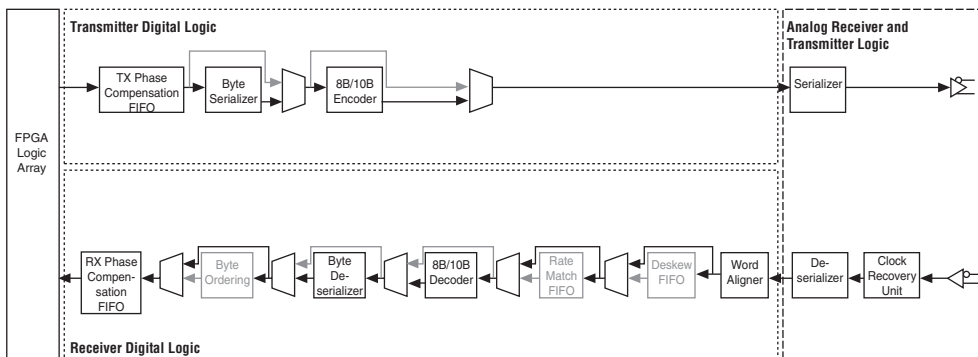 Transmitter Digital Logic
Analog Receiver and
Transmitter Logic
TX Phase
Compensation
FIFO
Byte
Serializer
8B/10B
Encoder
Serializer
FPGA
Logic
Array
RX Phase
Compen-
sation
FIFO
Byte
Ordering
Byte
De-
serializer
8B/10B
Decoder
Rate
Match
FIFO
Deskew
FIFO
Word
Aligner
De-
serializer
Clock
Recovery
Unit
Receiver Digital Logic